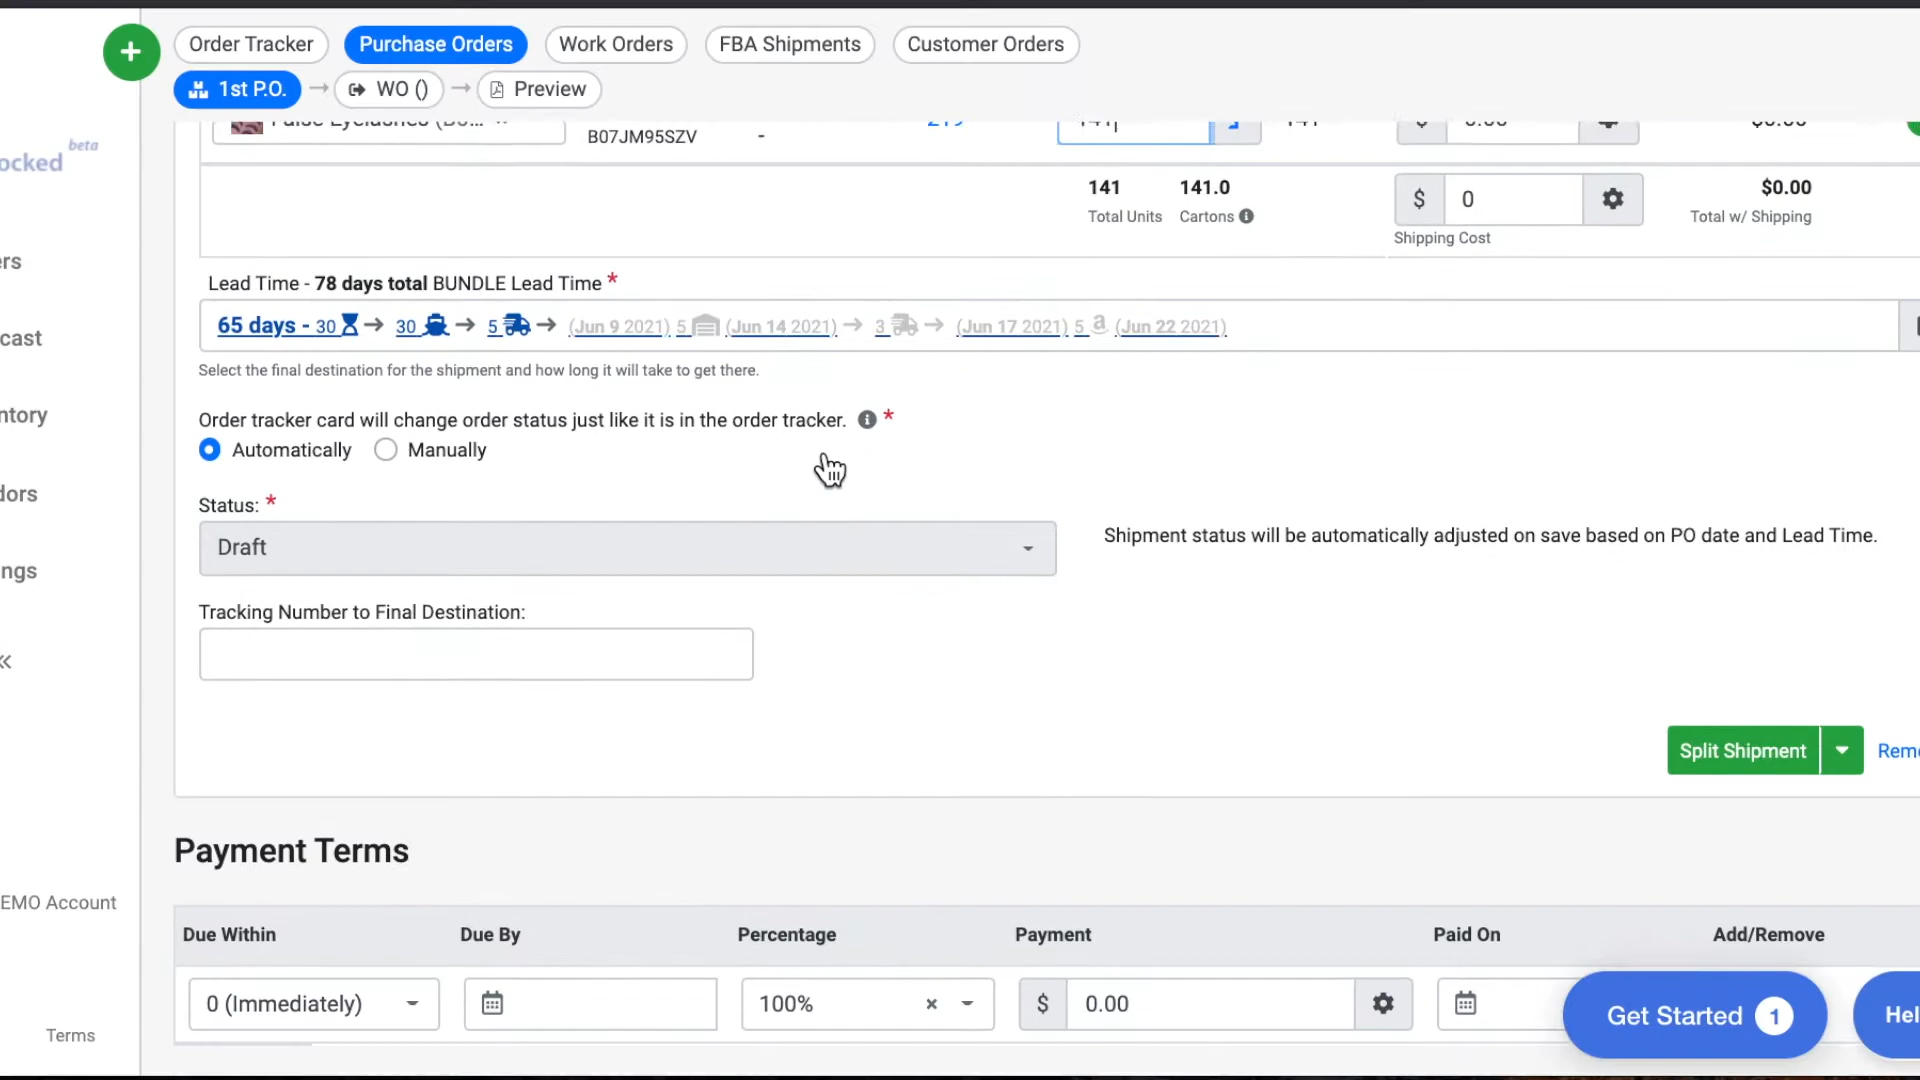 + Order Tracker Purchase Orders Work Orders FBA Shipments Customer Orders
1st P.O. → WO () → Preview
beta
ocked
B07JM95SZV -
141 141.0 $ 0 $0.00
Total Units Cartons Total w/ Shipping
Shipping Cost
ers
Lead Time - 78 days total BUNDLE Lead Time *
65 days - 30 → 30 → 5 → (Jun 9 2021) 5 (Jun 14 2021) → 3 → (Jun 17 2021) 5 a (Jun 22 2021)
cast
Select the final destination for the shipment and how long it will take to get there.
ntory
Order tracker card will change order status just like it is in the order tracker. *
Automatically Manually
dors
Status: *
Draft
Shipment status will be automatically adjusted on save based on PO date and Lead Time.
ngs
Tracking Number to Final Destination:
«
Split Shipment Remo
Payment Terms
EMO Account
Due Within Due By Percentage Payment Paid On Add/Remove
0 (Immediately) 100% × $ 0.00
Get Started 1 Hel
Terms